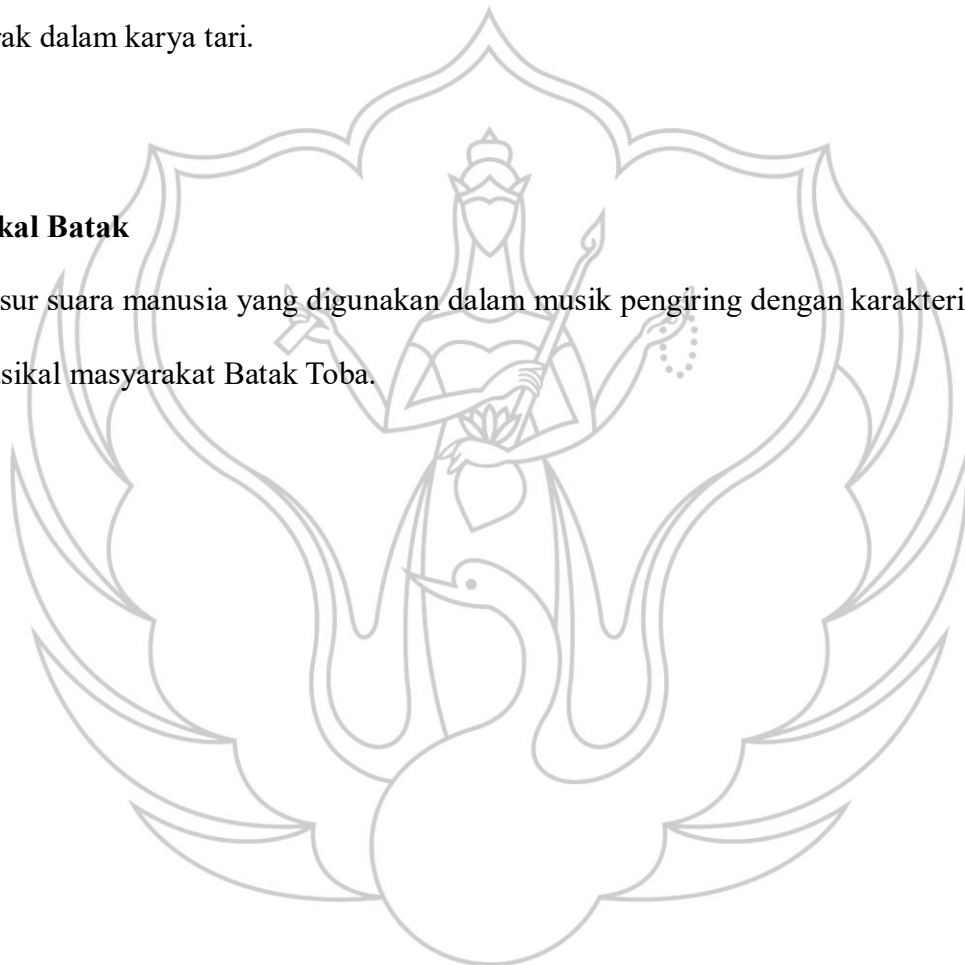 rak dalam karya tari.
kal Batak
sur suara manusia yang digunakan dalam musik pengiring dengan karakteri
sikal masyarakat Batak Toba.